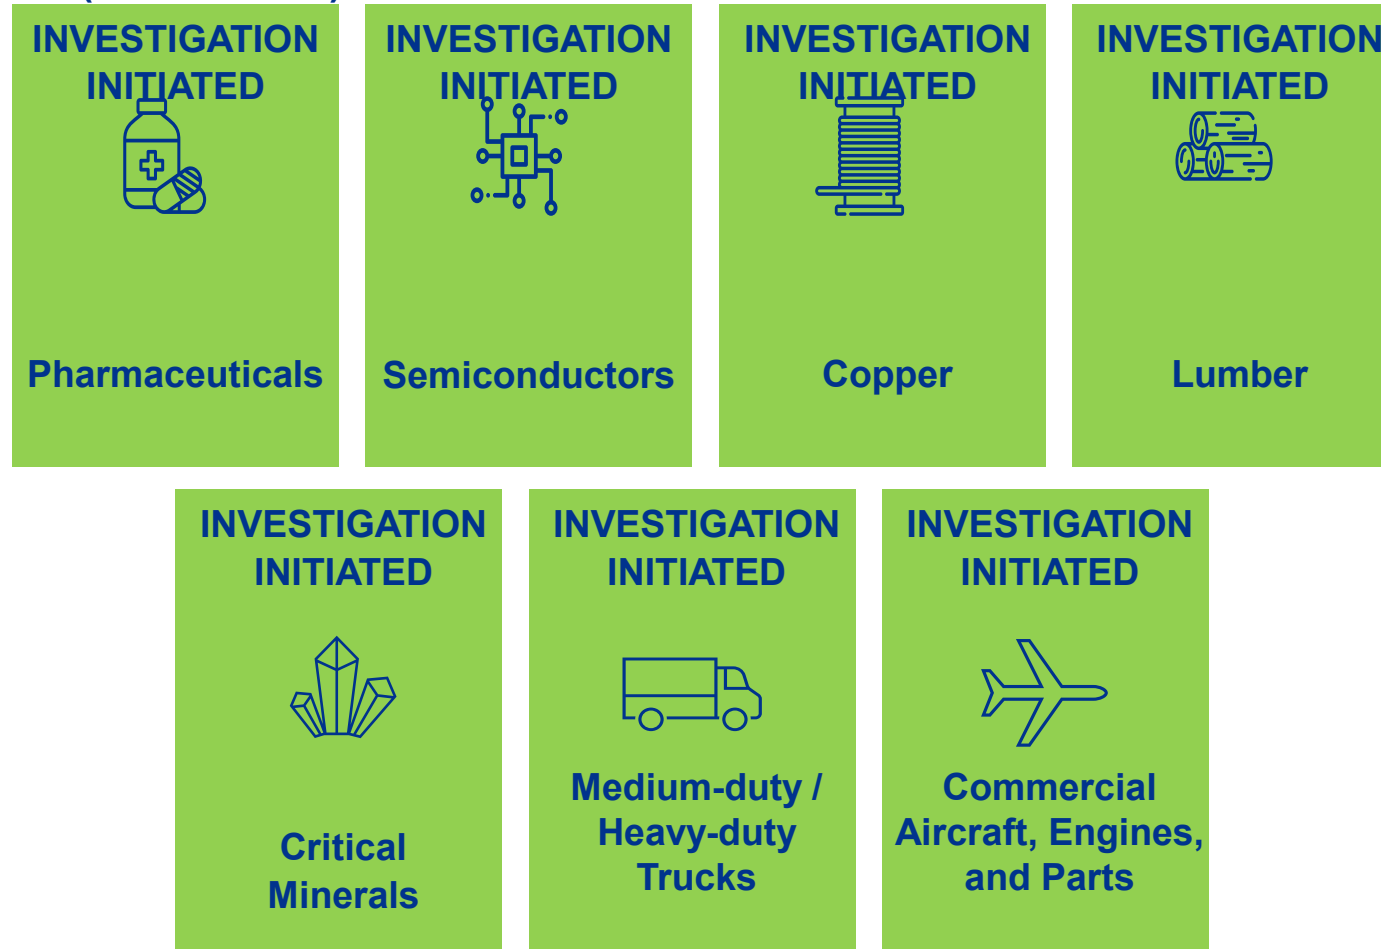 INVESTIGATION
INITIATED
Pharmaceuticals
INVESTIGATION
INITIATED
Semiconductors
INVESTIGATION
INITIATED
Copper
INVESTIGATION
INITIATED
Lumber
INVESTIGATION
INITIATED
Critical
Minerals
INVESTIGATION
INITIATED
Medium-duty /
Heavy-duty
Trucks
INVESTIGATION
INITIATED
Commercial
Aircraft, Engines,
and Parts